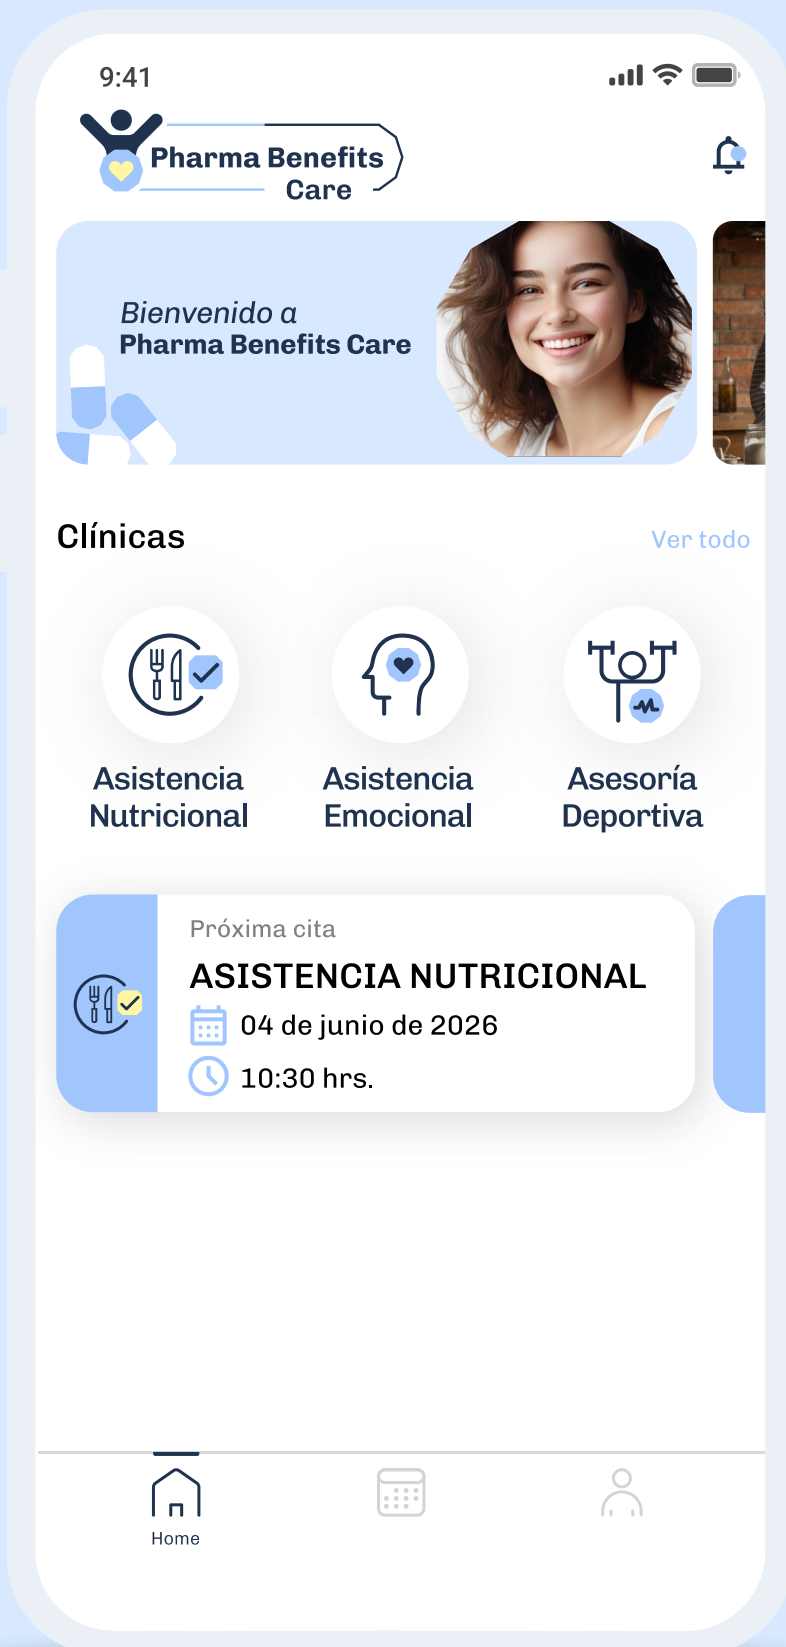 9:41
Pharma Benefits
Care
Bienvenido a
Pharma Benefits Care
Clínicas
Ver todo
Asistencia
Nutricional
Asistencia
Emocional
Asesoría
Deportiva
Próxima cita
ASISTENCIA NUTRICIONAL
04 de junio de 2026
10:30 hrs.
Home